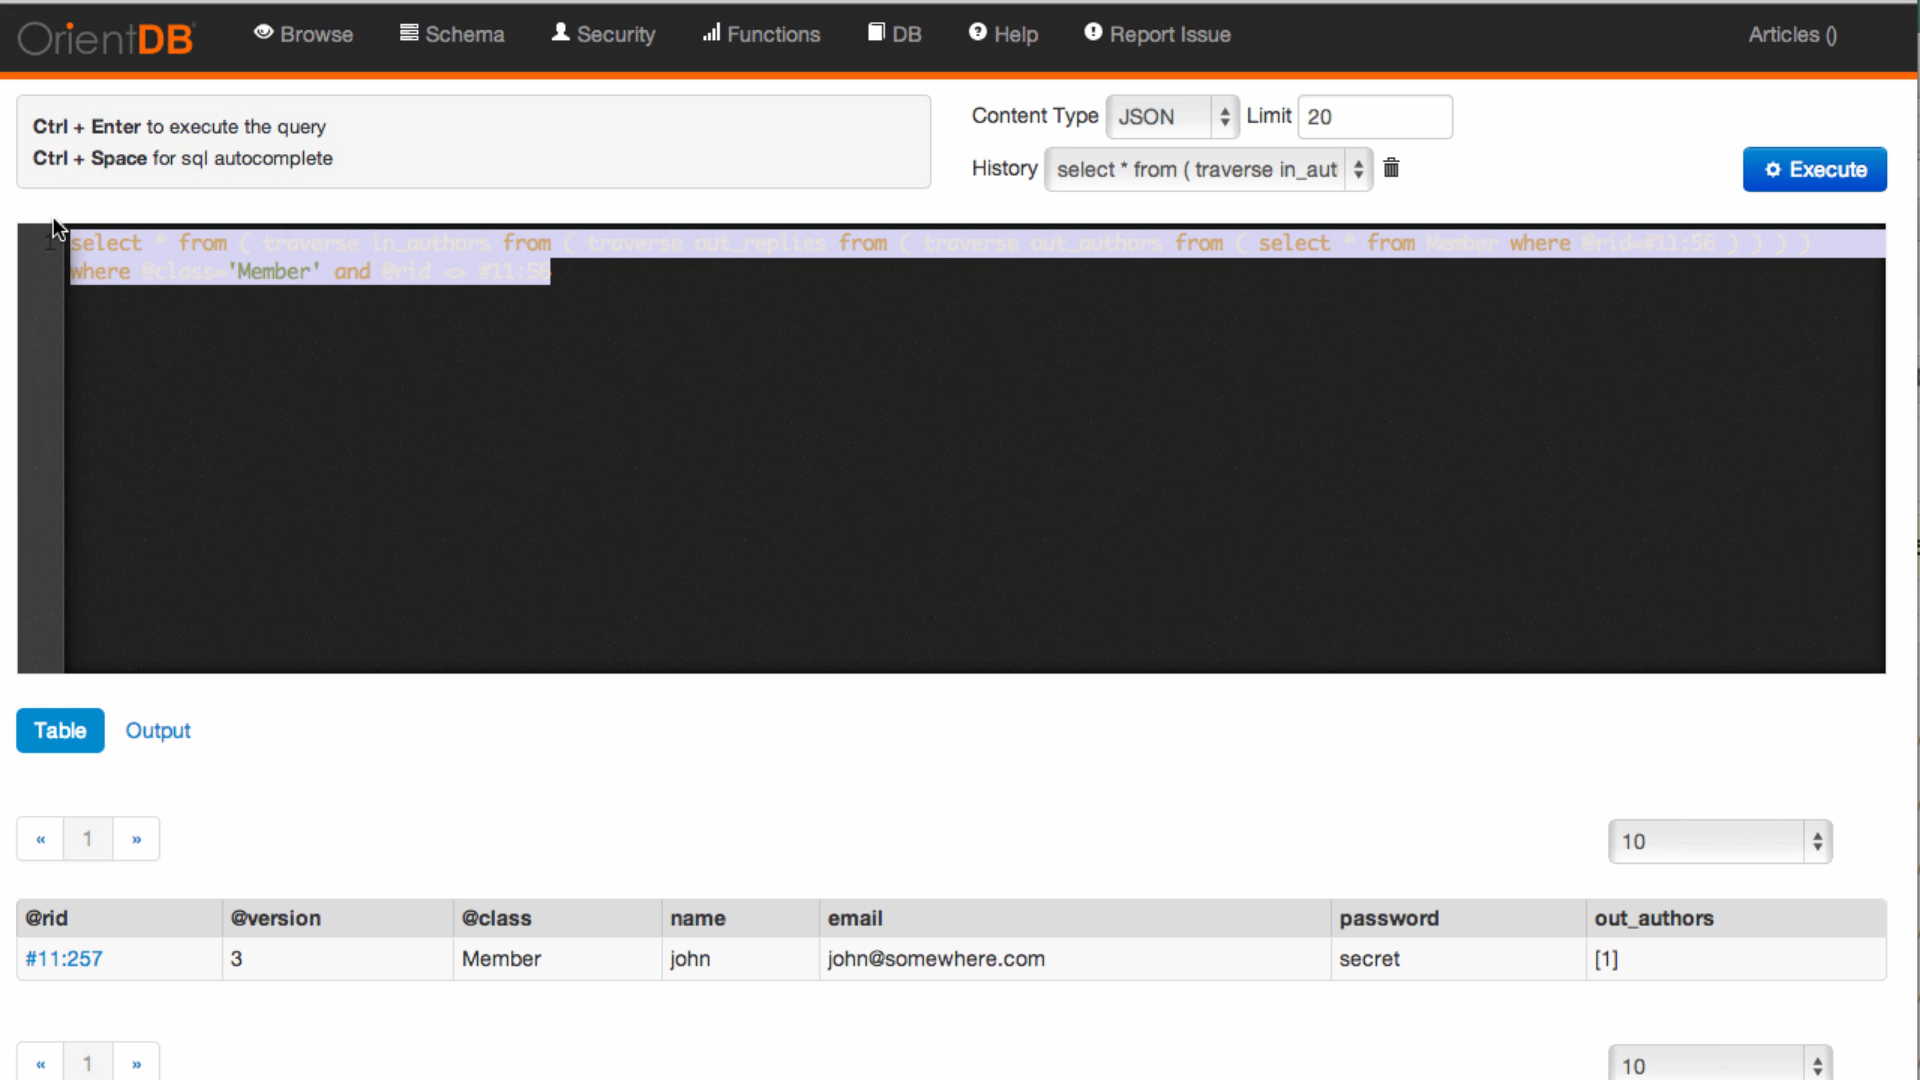 OrientDB Browse Schema Security Functions DB Help Report Issue Articles ()
Ctrl + Enter to execute the query
Ctrl + Space for sql autocomplete
Content Type JSON Limit 20
History select * from ( traverse in_aut
Execute
1 select * from ( traverse in_authors from ( traverse out_replies from ( traverse out_authors from ( select * from Member where @rid=#11:56 ) ) ) )
where @class='Member' and @rid <> #11:56
Table Output
« 1 » 10
@rid @version @class name email password out_authors
#11:257 3 Member john john@somewhere.com secret [1]
« 1 » 10